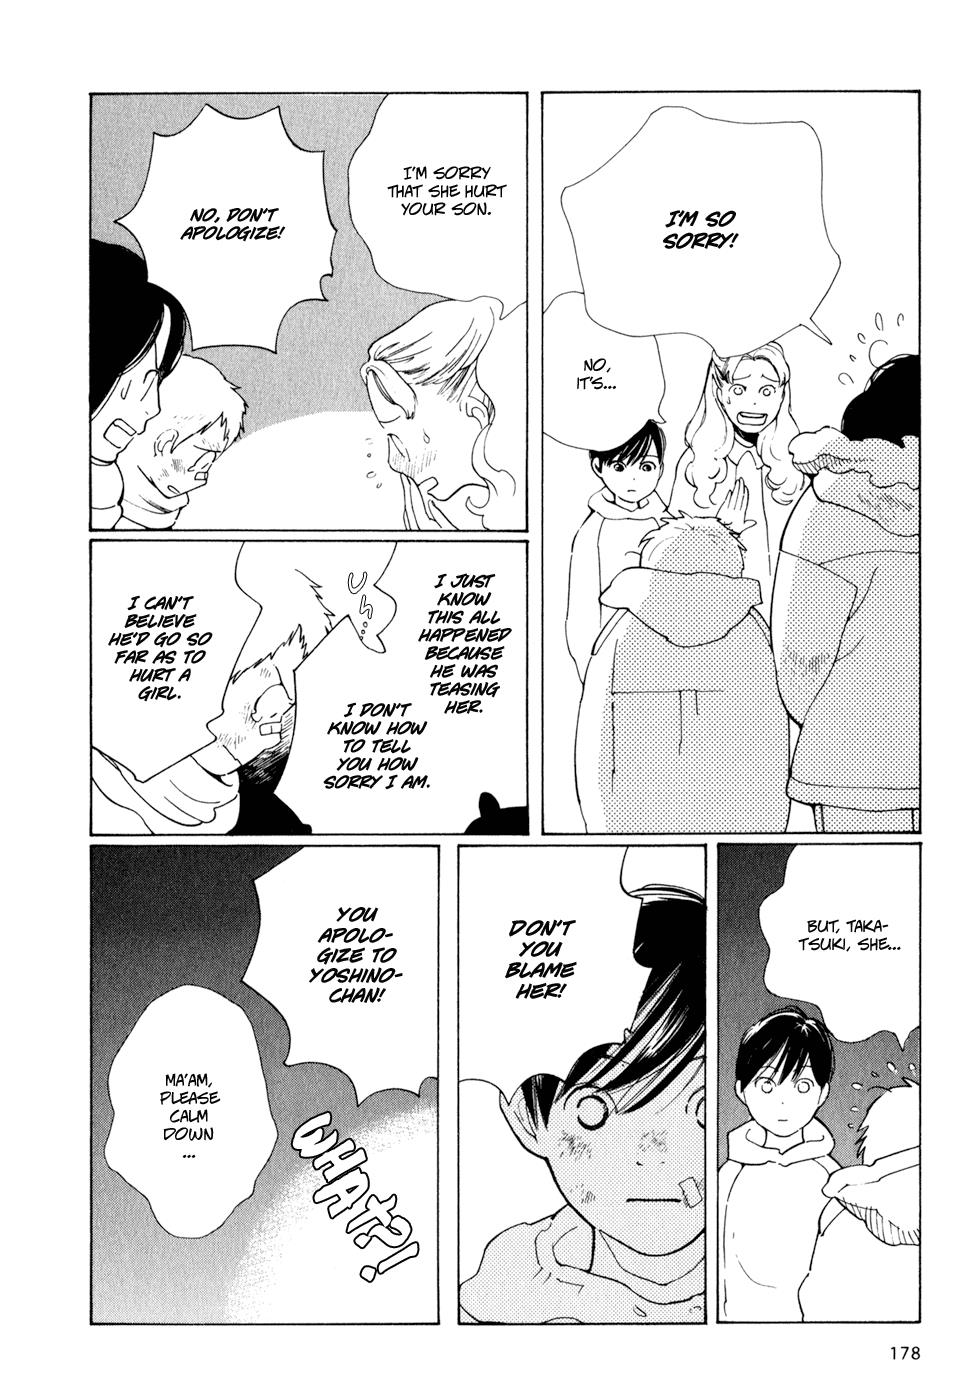 I'M SO
SORRY!
NO,
IT'S...
I'M SORRY
THAT SHE HURT
YOUR SON.
NO, DON'T
APOLOGIZE!
I JUST
KNOW
THIS ALL
HAPPENED
BECAUSE
HE WAS
TEASING
HER.
I DON'T
KNOW HOW
TO TELL
YOU HOW
SORRY I AM.
Uh...
I CAN'T
BELIEVE
HE'D GO SO
FAR AS TO
HURT A
GIRL.
BUT, TAKA-
TSUKI, SHE...
DON'T
YOU
BLAME
HER!
YOU
APOLO-
GIZE TO
YOSHINO-
CHAN!
WHAT?!
MA'AM,
PLEASE
CALM
DOWN
...
178